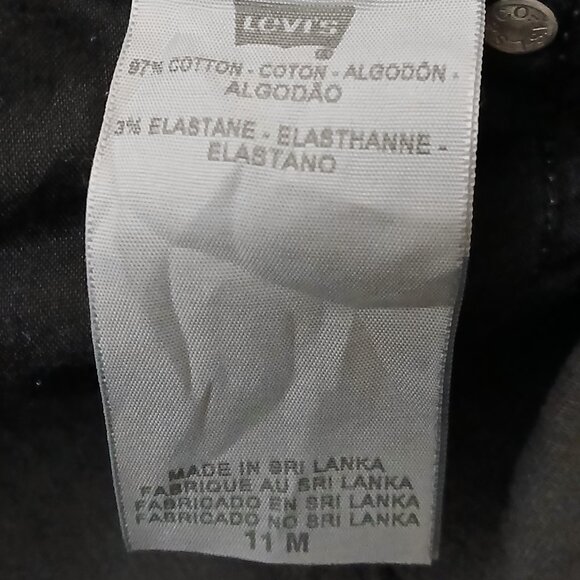 LEVI'S
97% COTTON - COTON - ALGODÓN -
ALGODÃO
3% ELASTANE - ELASTHANNE -
ELASTANO
MADE IN SRI LANKA
FABRIQUE AU SRI LANKA
FABRICADO EN SRI LANKA
FABRICADO NO SRI LANKA
11 M